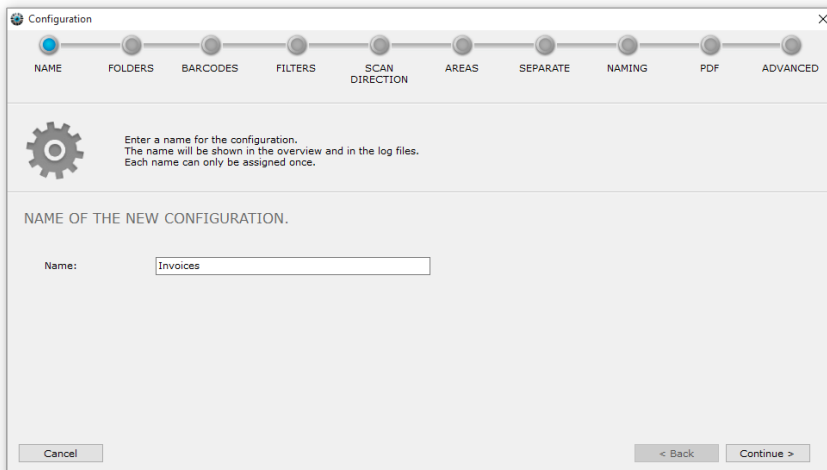 Configuration
NAME FOLDERS BARCODES FILTERS SCAN DIRECTION AREAS SEPARATE NAMING PDF ADVANCED
Enter a name for the configuration.
The name will be shown in the overview and in the log files.
Each name can only be assigned once.
NAME OF THE NEW CONFIGURATION.
Name: Invoices
Cancel < Back Continue >